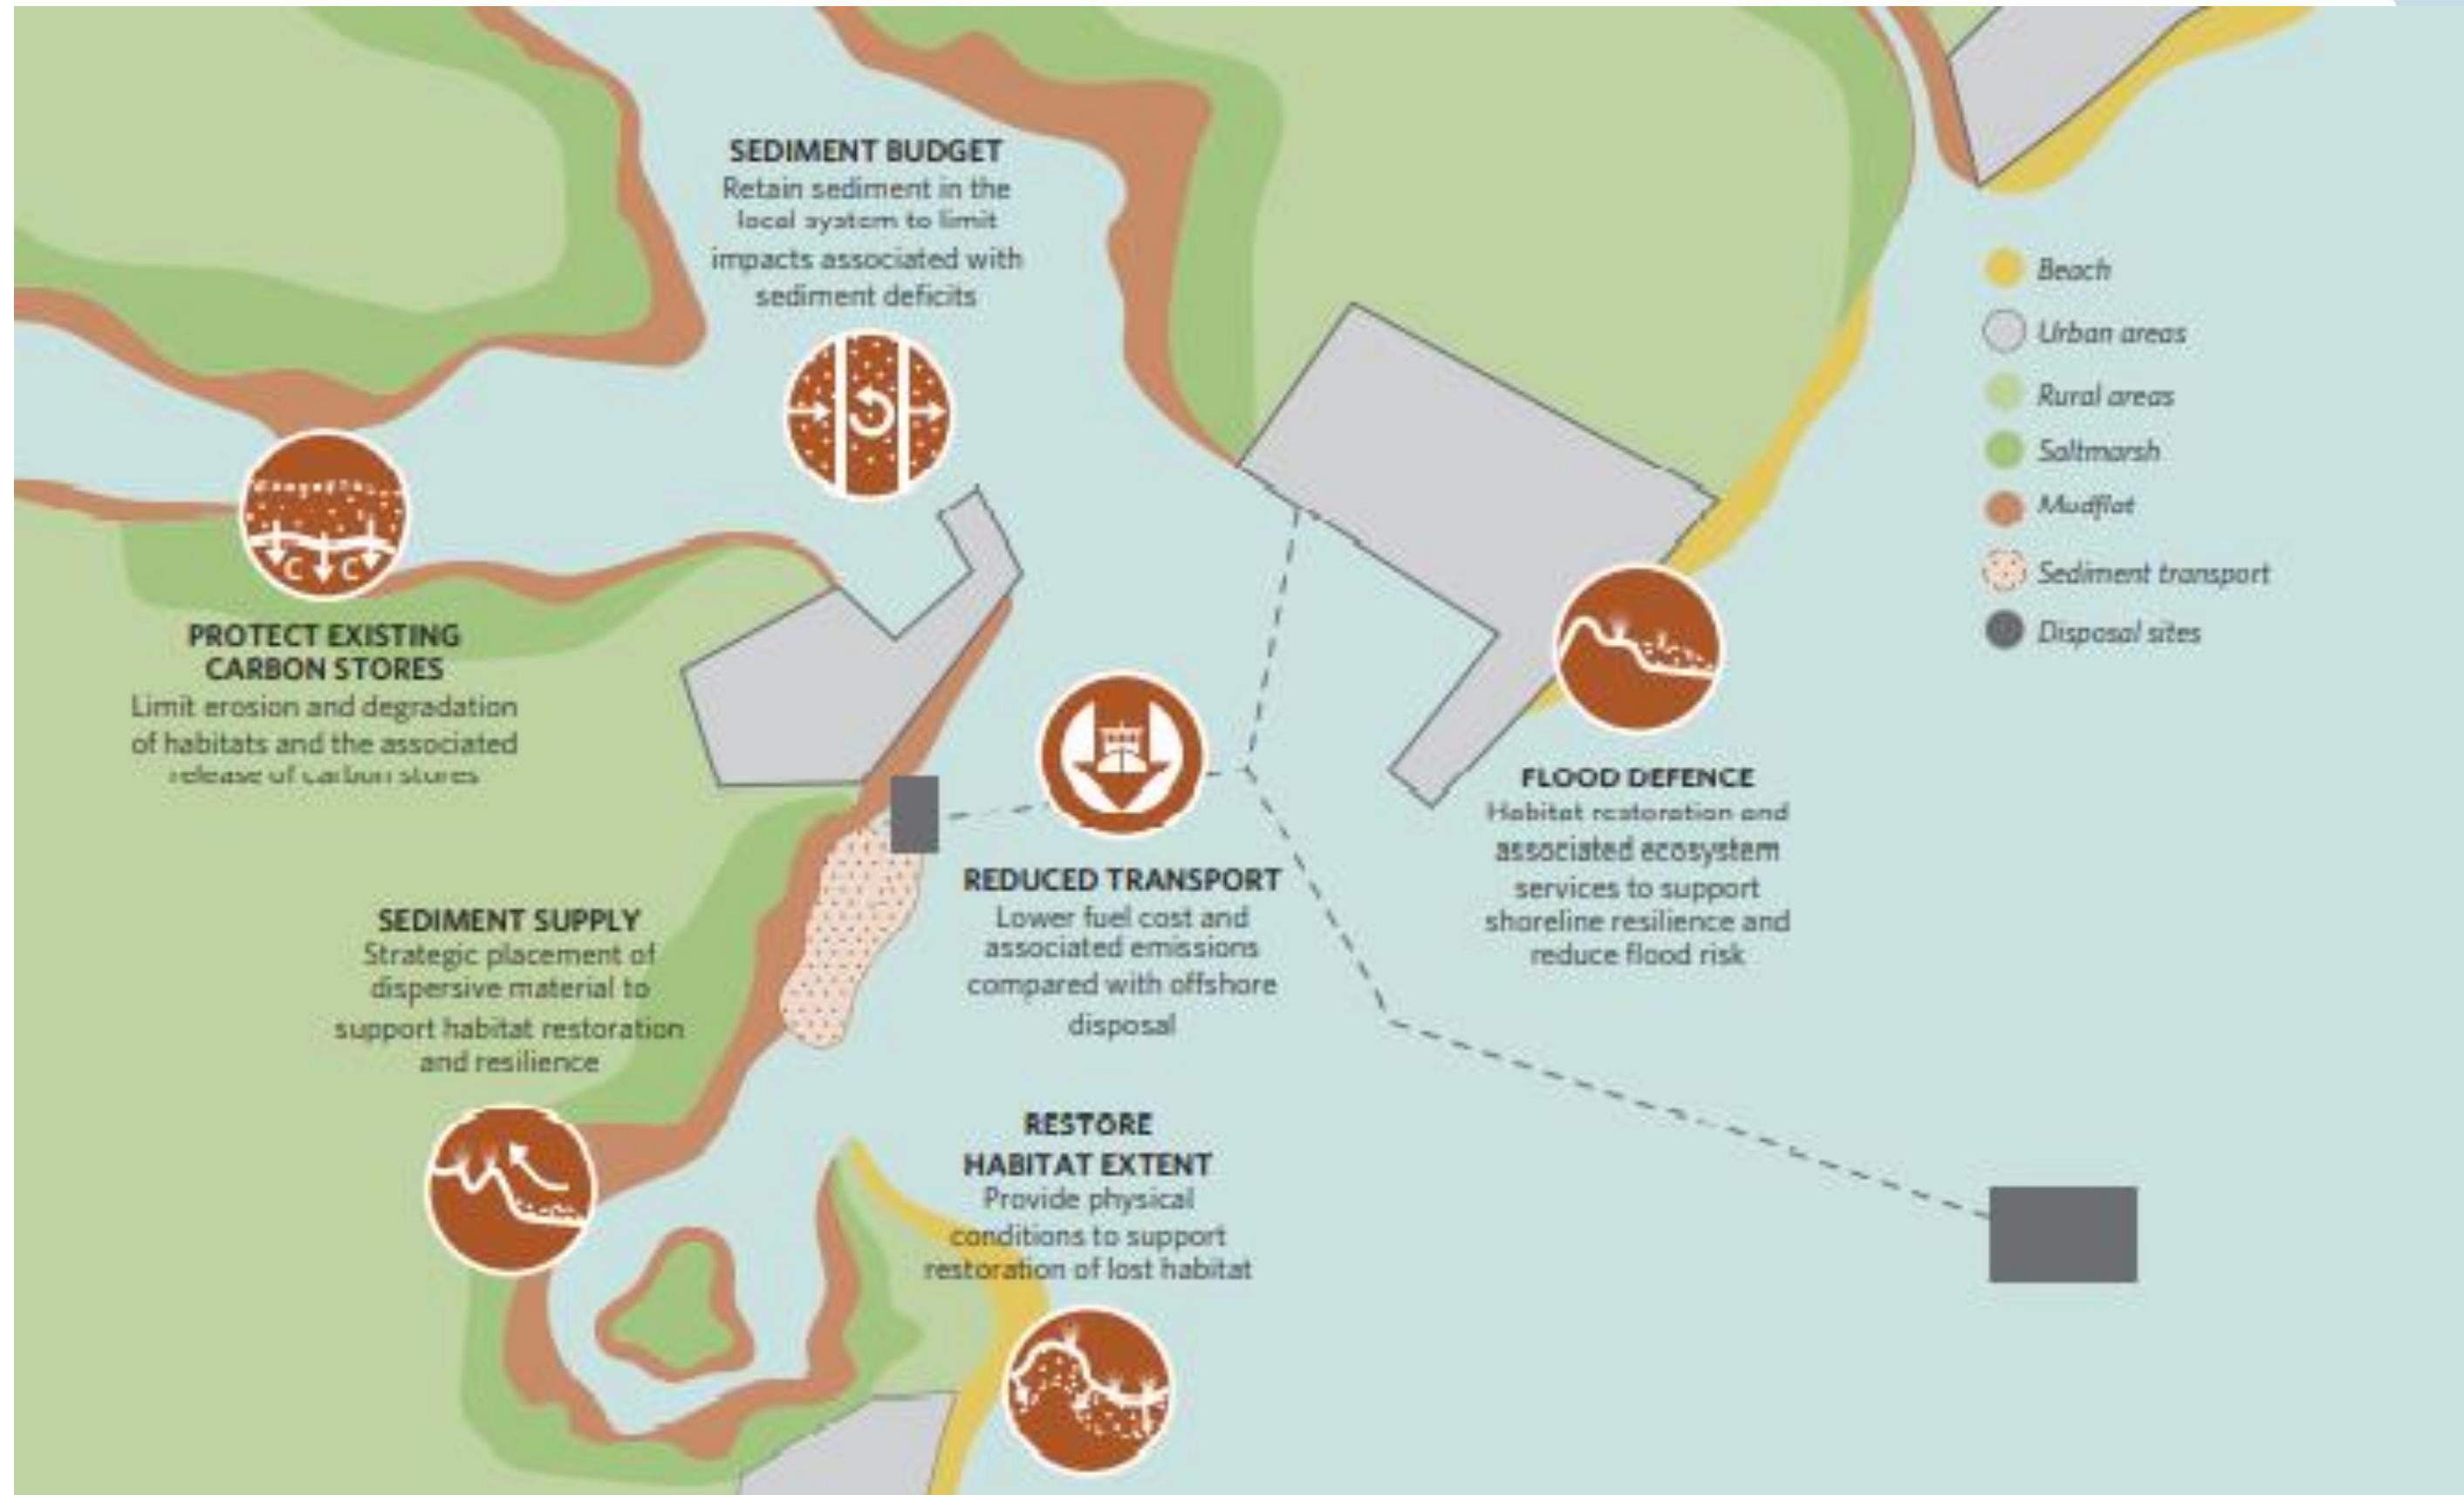 SEDIMENT BUDGET
Retain sediment in the
local system to limit
impacts associated with
sediment deficits
PROTECT EXISTING
CARBON STORES
Limit erosion and degradation
of habitats and the associated
release of carbon stores
C C
SEDIMENT SUPPLY
Strategic placement of
dispersive material to
support habitat restoration
and resilience
REDUCED TRANSPORT
Lower fuel cost and
associated emissions
compared with offshore
disposal
RESTORE
HABITAT EXTENT
Provide physical
conditions to support
restoration of lost habitat
FLOOD DEFENCE
Habitat restoration and
associated ecosystem
services to support
shoreline resilience and
reduce flood risk
Beach
Urban areas
Rural areas
Saltmarsh
Mudflat
Sediment transport
Disposal sites